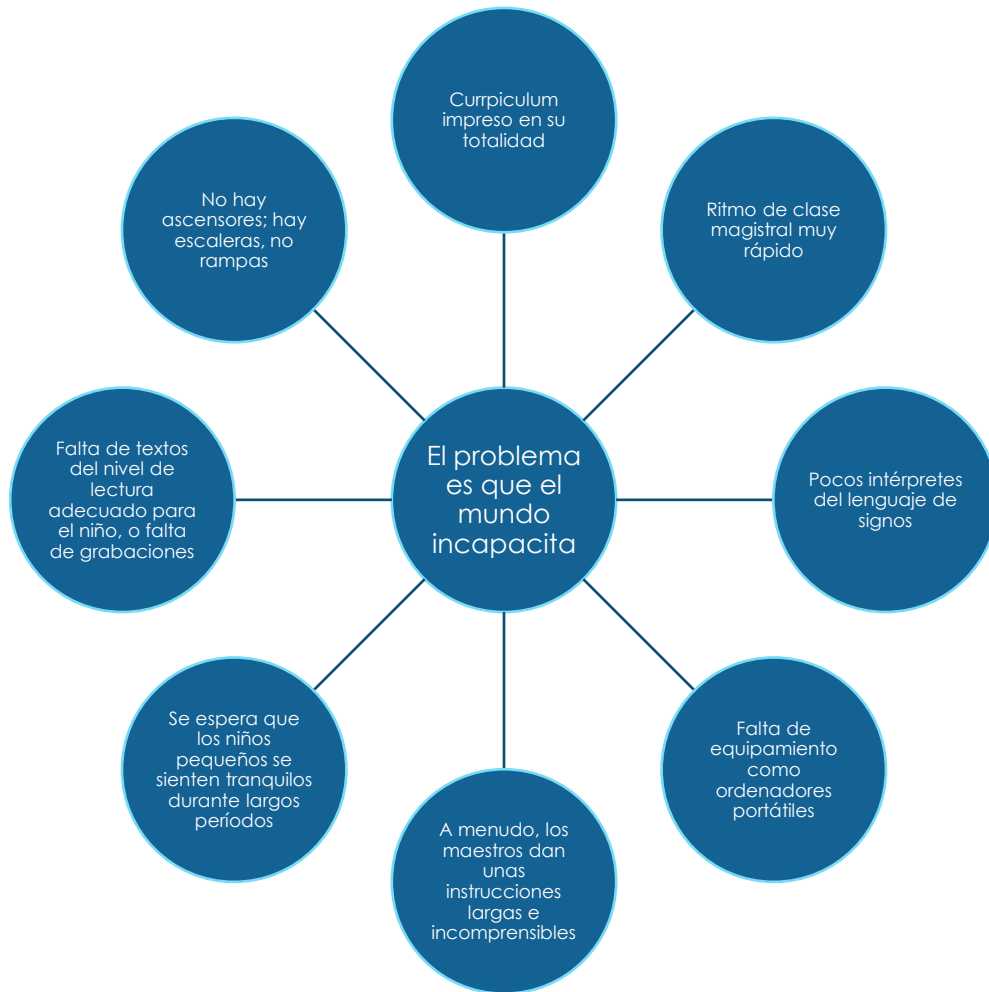 Currpiculum
impreso en su
totalidad
No hay
ascensores; hay
escaleras, no
rampas
Ritmo de clase
magistral muy
rápido
Falta de textos
del nivel de
lectura
adecuado para
el niño, o falta
de grabaciones
El problema
es que el
mundo
incapacita
Pocos intérpretes
del lenguaje de
signos
Se espera que
los niños
pequeños se
sienten tranquilos
durante largos
períodos
Falta de
equipamiento
como
ordenadores
portátiles
A menudo, los
maestros dan
unas
instrucciones
largas e
incomprensibles